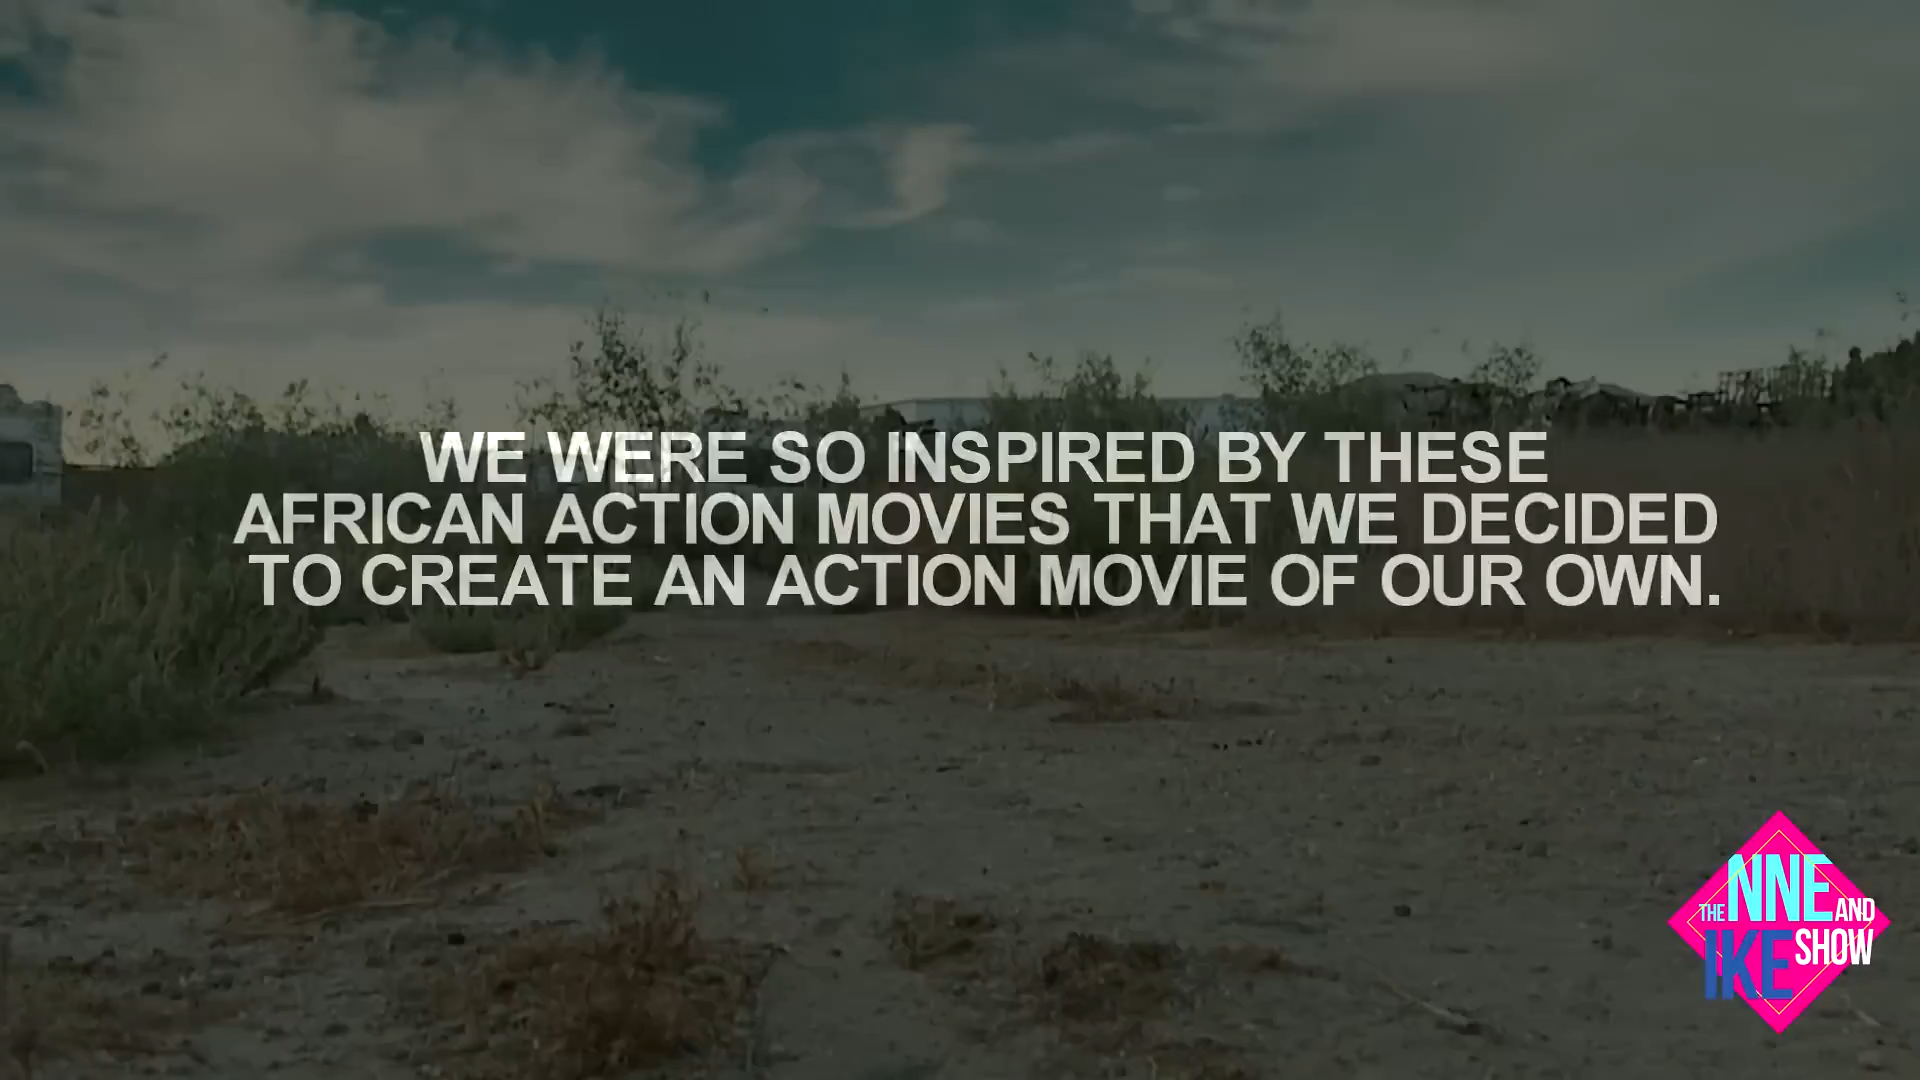 WE WERE SO INSPIRED BY THESE
AFRICAN ACTION MOVIES THAT WE DECIDED
TO CREATE AN ACTION MOVIE OF OUR OWN.
THE NNE AND
IKE SHOW